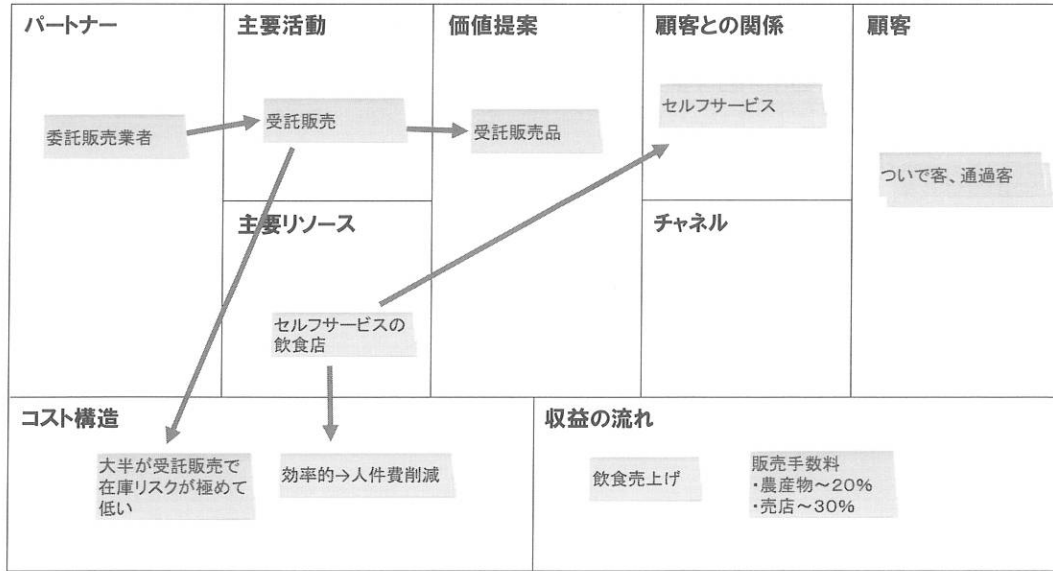 パートナー
主要活動
価値提案
顧客との関係
顧客
委託販売業者
受託販売
受託販売品
セルフサービス
ついで客、通過客
主要リソース
チャネル
セルフサービスの
飲食店
コスト構造
収益の流れ
大半が受託販売で
在庫リスクが極めて
低い
効率的→人件費削減
飲食売上げ
販売手数料
・農産物～20％
・売店～30％